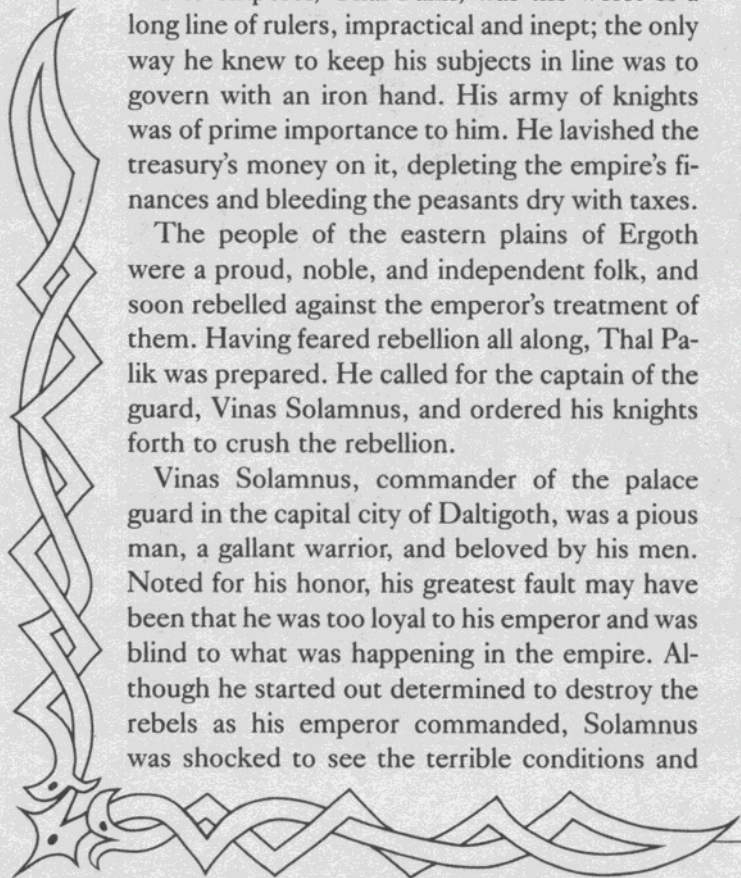 long line of rulers, impractical and inept; the only
way he knew to keep his subjects in line was to
govern with an iron hand. His army of knights
was of prime importance to him. He lavished the
treasury's money on it, depleting the empire's fi-
nances and bleeding the peasants dry with taxes.
The people of the eastern plains of Ergoth
were a proud, noble, and independent folk, and
soon rebelled against the emperor's treatment of
them. Having feared rebellion all along, Thal Pa-
lik was prepared. He called for the captain of the
guard, Vinas Solamnus, and ordered his knights
forth to crush the rebellion.
Vinas Solamnus, commander of the palace
guard in the capital city of Daltigoth, was a pious
man, a gallant warrior, and beloved by his men.
Noted for his honor, his greatest fault may have
been that he was too loyal to his emperor and was
blind to what was happening in the empire. Al-
though he started out determined to destroy the
rebels as his emperor commanded, Solamnus
was shocked to see the terrible conditions and